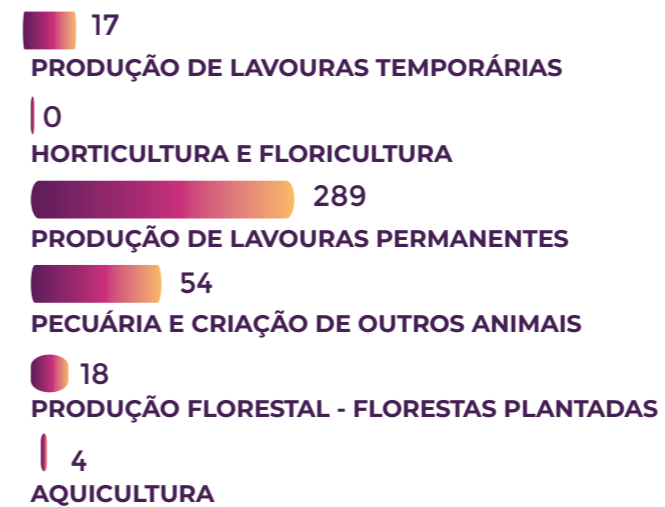 17
PRODUÇÃO DE LAVOURAS TEMPORÁRIAS
0
HORTICULTURA E FLORICULTURA
289
PRODUÇÃO DE LAVOURAS PERMANENTES
54
PECUÁRIA E CRIAÇÃO DE OUTROS ANIMAIS
18
PRODUÇÃO FLORESTAL - FLORESTAS PLANTADAS
4
AQUICULTURA